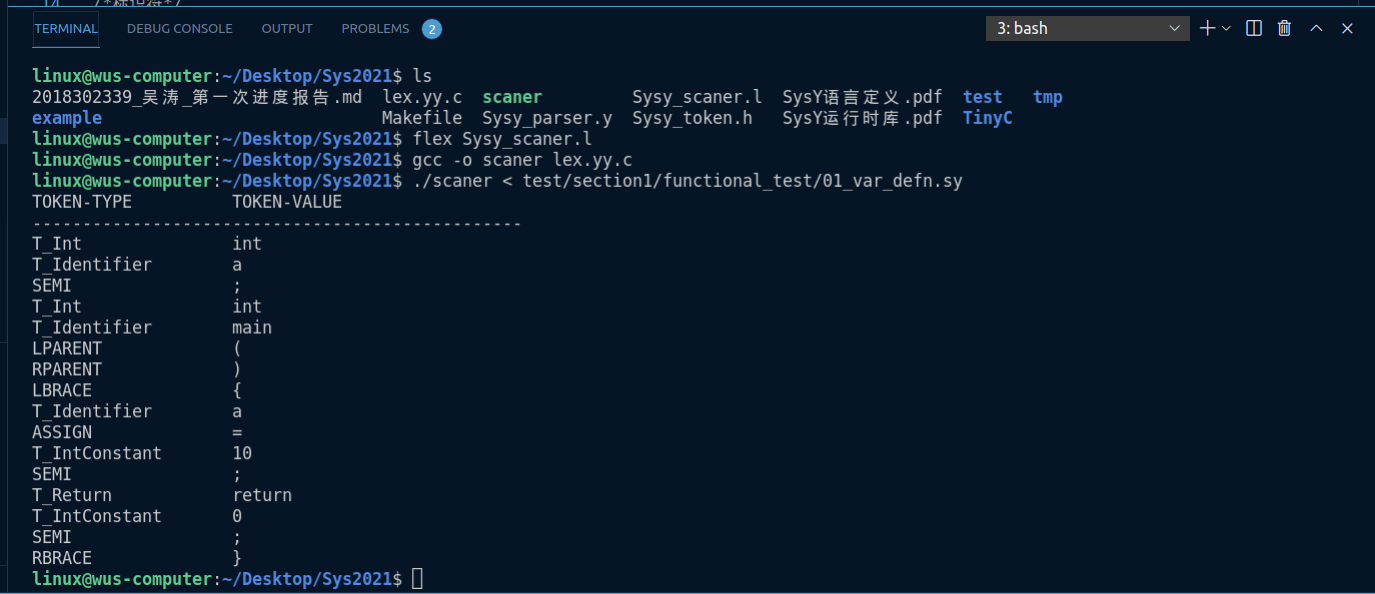 14 /*标识符*/
TERMINAL DEBUG CONSOLE OUTPUT PROBLEMS 2 3: bash
linux@wus-computer:~/Desktop/Sys2021$ ls
2018302339_吴涛_第一次进度报告.md lex.yy.c scaner Sysy_scaner.l SysY语言定义.pdf test tmp
example Makefile Sysy_parser.y Sysy_token.h SysY运行时库.pdf TinyC
linux@wus-computer:~/Desktop/Sys2021$ flex Sysy_scaner.l
linux@wus-computer:~/Desktop/Sys2021$ gcc -o scaner lex.yy.c
linux@wus-computer:~/Desktop/Sys2021$ ./scaner < test/section1/functional_test/01_var_defn.sy
TOKEN-TYPE TOKEN-VALUE
-------------------------------------------------
T_Int int
T_Identifier a
SEMI ;
T_Int int
T_Identifier main
LPARENT (
RPARENT )
LBRACE {
T_Identifier a
ASSIGN =
T_IntConstant 10
SEMI ;
T_Return return
T_IntConstant 0
SEMI ;
RBRACE }
linux@wus-computer:~/Desktop/Sys2021$